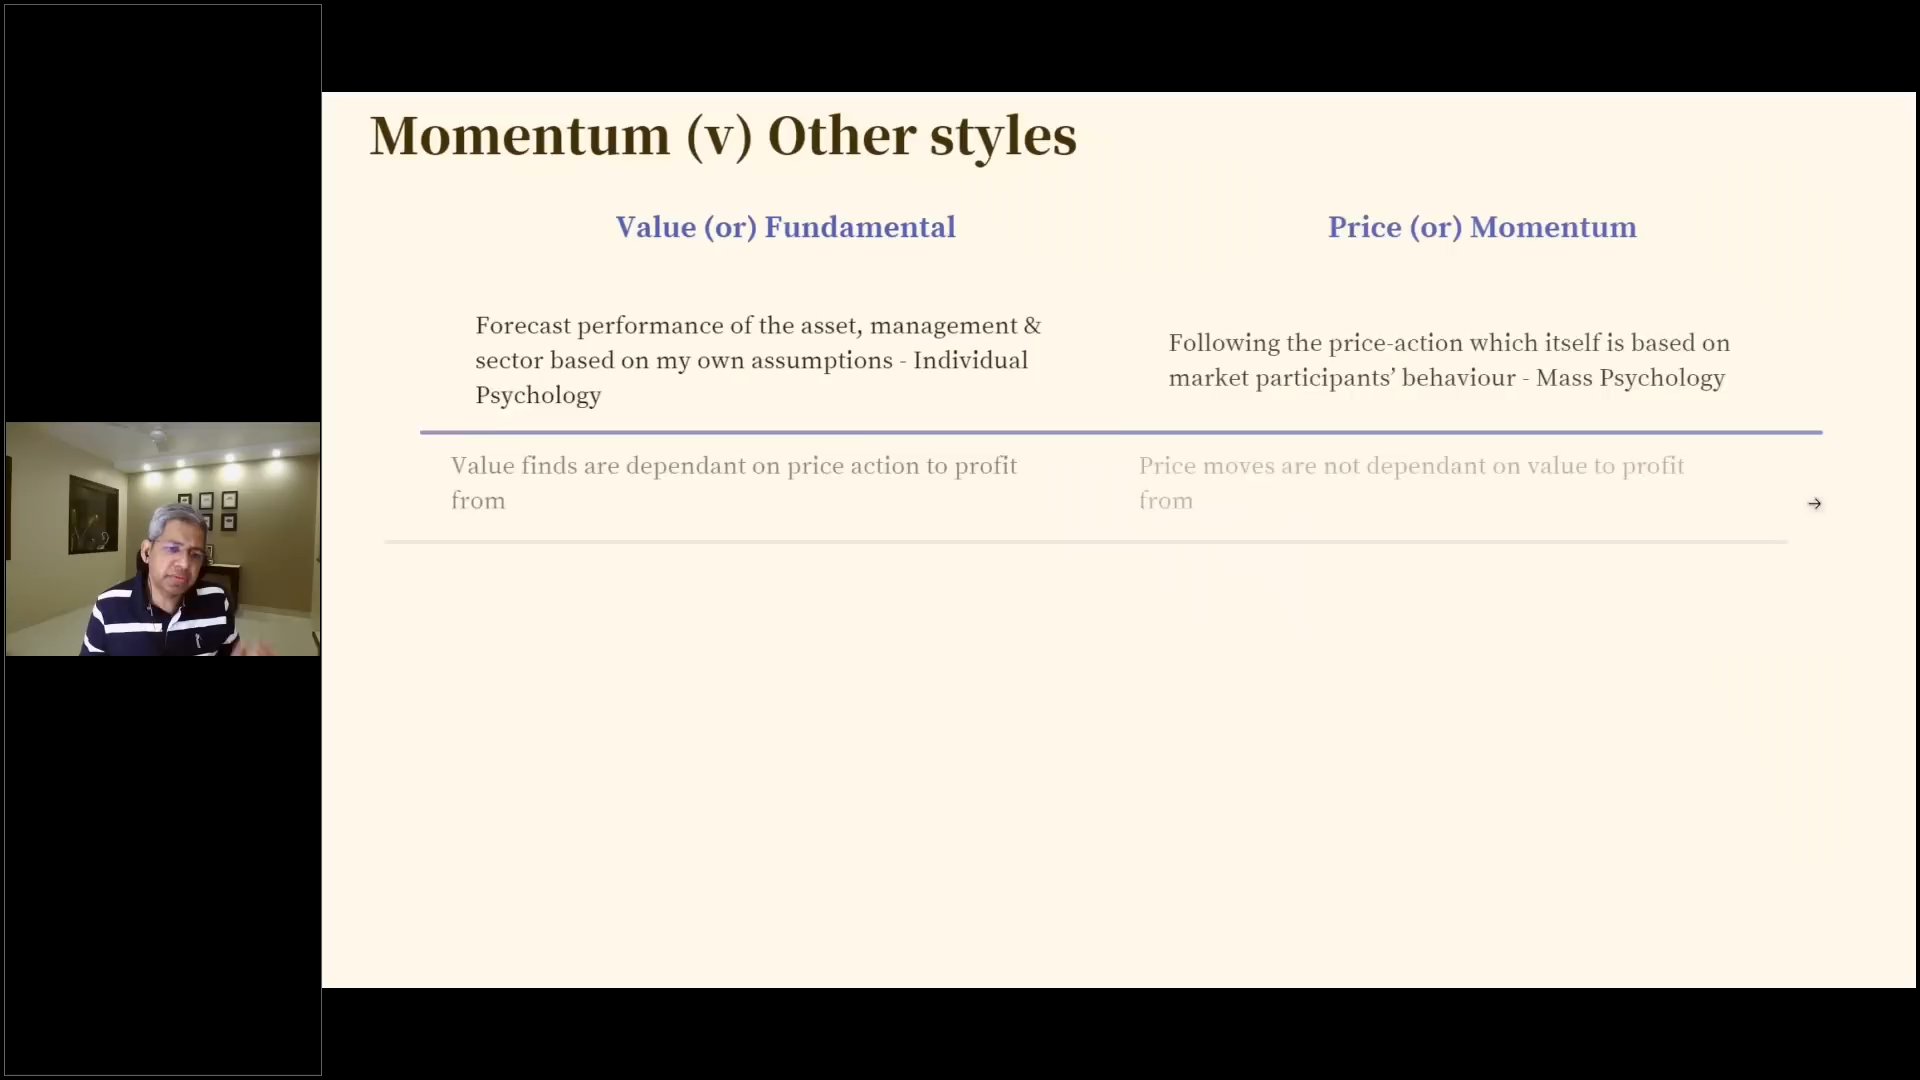 Momentum (v) Other styles
Value (or) Fundamental
Price (or) Momentum
Forecast performance of the asset, management &
sector based on my own assumptions - Individual
Psychology
Following the price-action which itself is based on
market participants’ behaviour - Mass Psychology
Value finds are dependant on price action to profit
from
Price moves are not dependant on value to profit
from